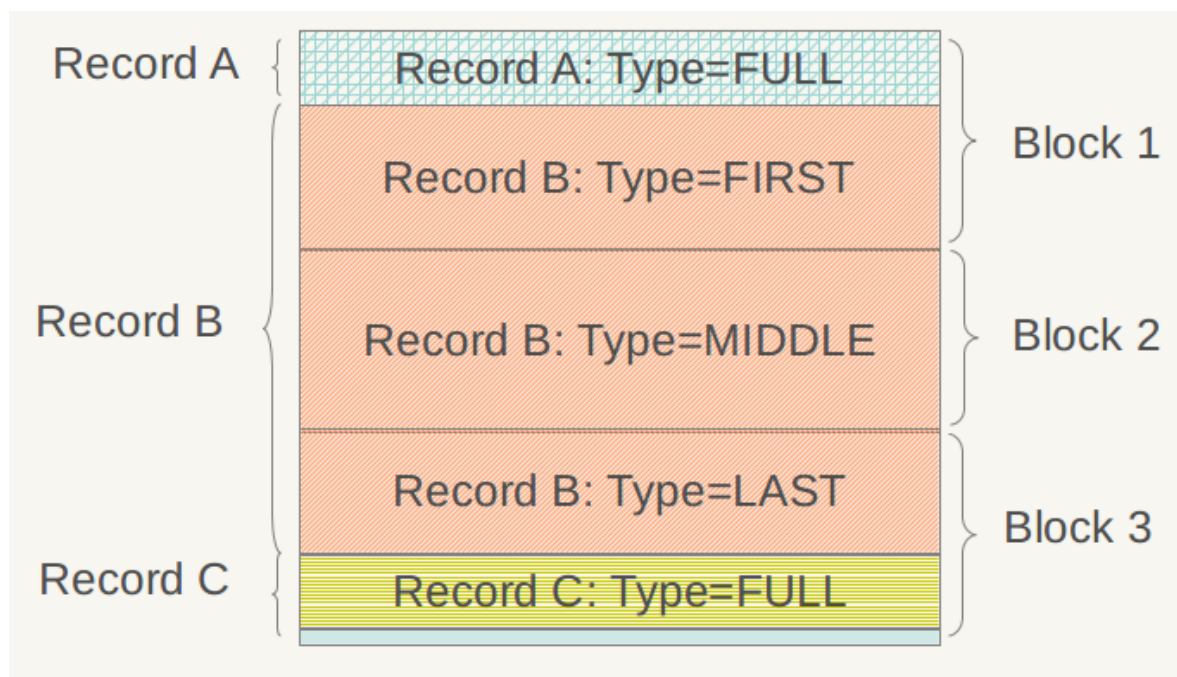 Record A
Record A: Type=FULL
Block 1
Record B: Type=FIRST
Record B
Record B: Type=MIDDLE
Block 2
Record B: Type=LAST
Block 3
Record C
Record C: Type=FULL